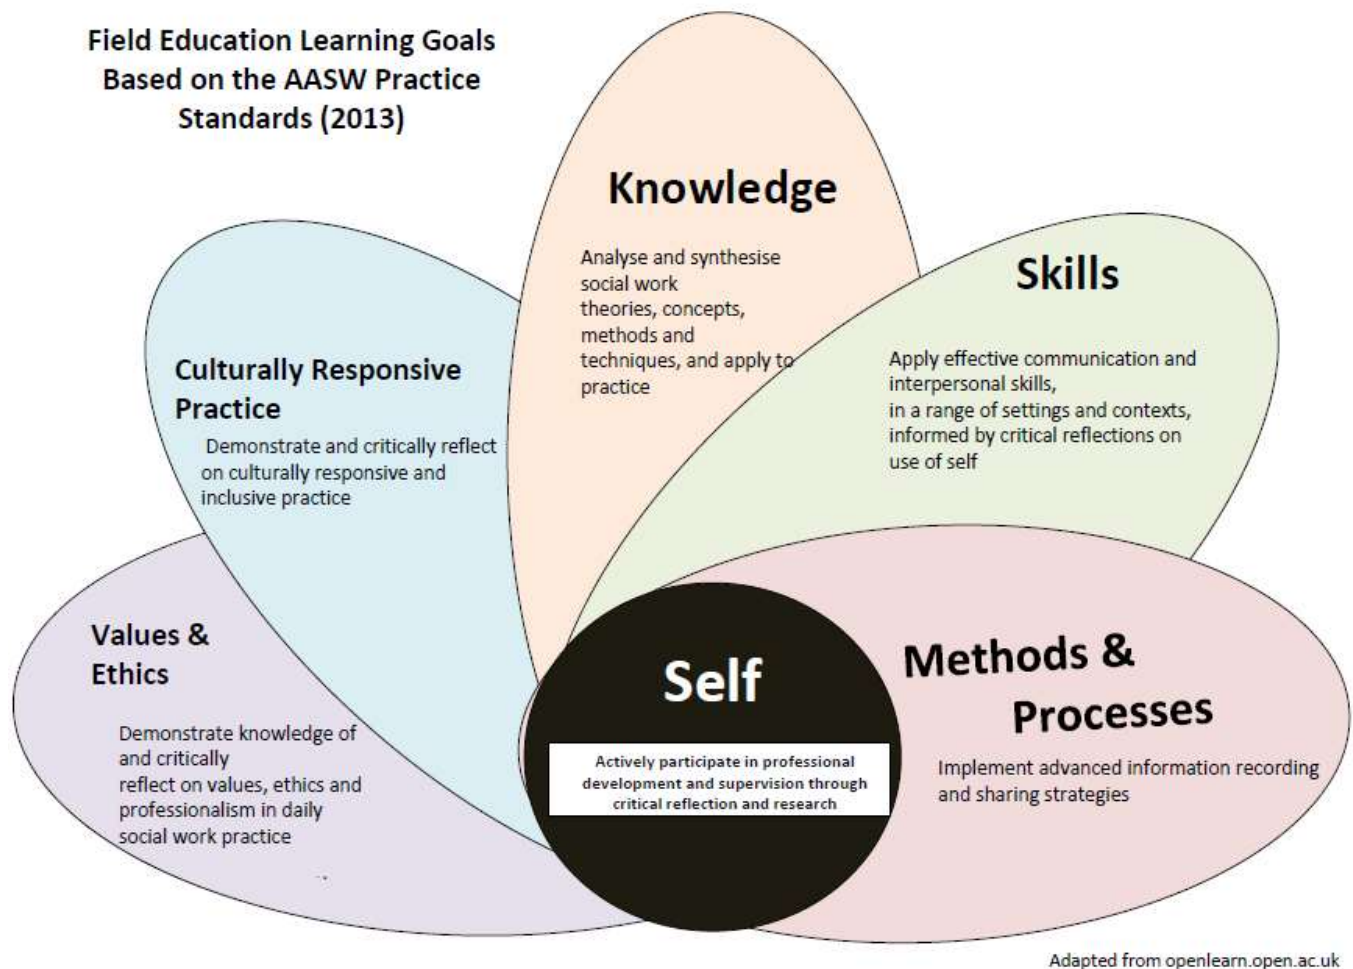 Field Education Learning Goals
Based on the AASW Practice
Standards (2013)
Knowledge
Analyse and synthesise
social work
theories, concepts,
methods and
techniques, and apply to
practice
Skills
Apply effective communication and
interpersonal skills,
in a range of settings and contexts,
informed by critical reflections on
use of self
Culturally Responsive
Practice
Demonstrate and critically reflect
on culturally responsive and
inclusive practice
Values &
Ethics
Demonstrate knowledge of
and critically
reflect on values, ethics and
professionalism in daily
social work practice
Self
Actively participate in professional
development and supervision through
critical reflection and research
Methods &
Processes
Implement advanced information recording
and sharing strategies
Adapted from openlearn.open.ac.uk